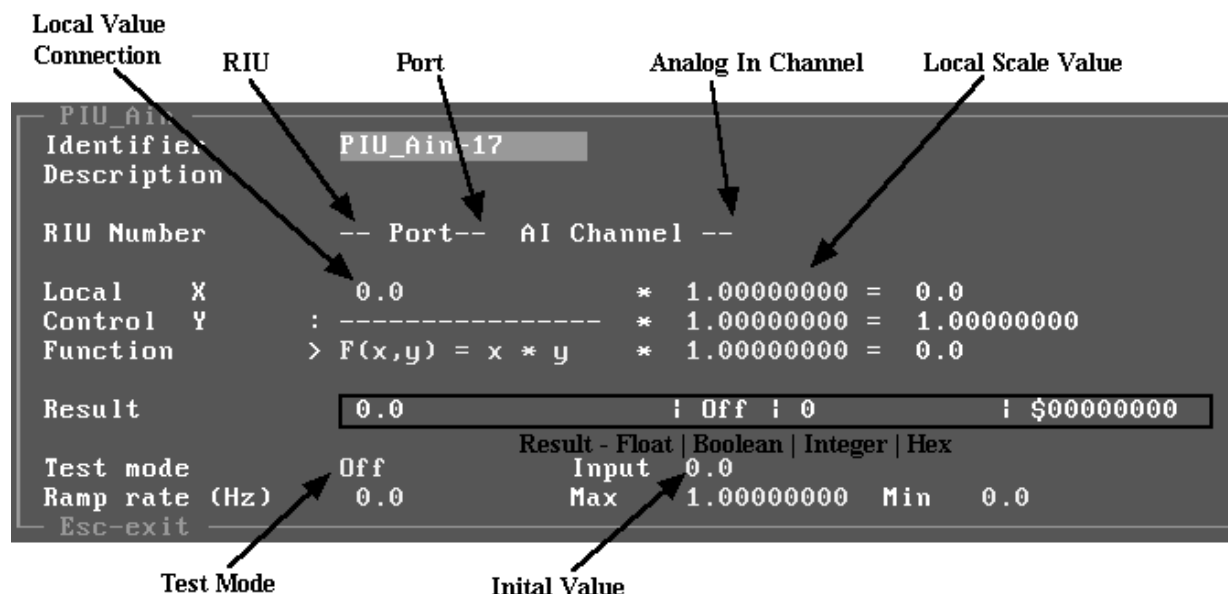 Local Value
Connection
RIU
Port
Analog In Channel
Local Scale Value
PIU_Ain
Identifier PIU_Ain-17
Description
RIU Number -- Port-- AI Channel --
Local X 0.0 * 1.00000000 = 0.0
Control Y : ---------------- * 1.00000000 = 1.00000000
Function > F(x,y) = x * y * 1.00000000 = 0.0
Result 0.0 ¦ Off ¦ 0 ¦ $00000000
Result - Float | Boolean | Integer | Hex
Test mode Off Input 0.0
Ramp rate (Hz) 0.0 Max 1.00000000 Min 0.0
Esc-exit
Test Mode
Inital Value